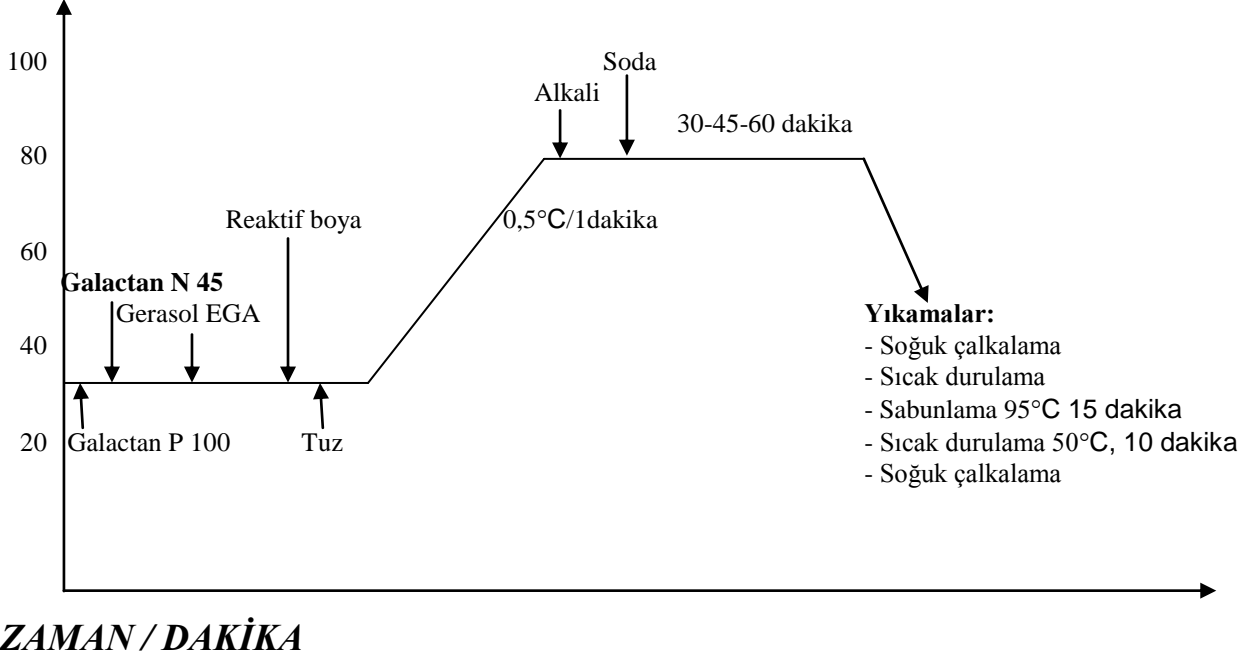 100
Soda
Alkali
30-45-60 dakika
80
Reaktif boya
0,5°C/1dakika
60
Galactan N 45
Gerasol EGA
Yıkamalar:
40
- Soğuk çalkalama
- Sıcak durulama
- Sabunlama 95°C 15 dakika
20
Galactan P 100
Tuz
- Sıcak durulama 50°C, 10 dakika
- Soğuk çalkalama
ZAMAN / DAKİKA